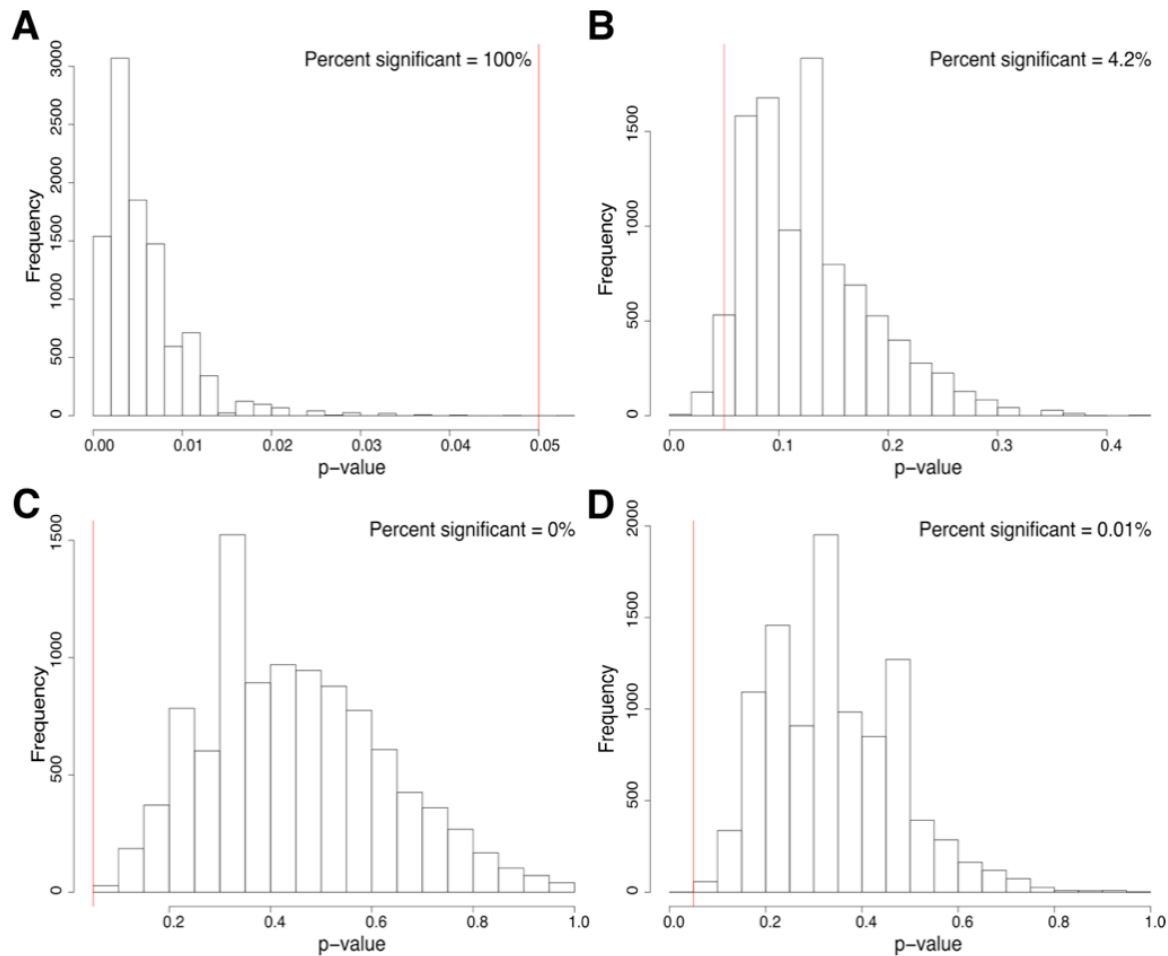 A
Percent significant = 100%
Frequency
0
500
1000
1500
2000
2500
3000
0.00
0.01
0.02
0.03
0.04
0.05
p-value
B
Percent significant = 4.2%
Frequency
0
500
1000
1500
0.0
0.1
0.2
0.3
0.4
p-value
C
Percent significant = 0%
Frequency
0
500
1000
1500
0.2
0.4
0.6
0.8
1.0
p-value
D
Percent significant = 0.01%
Frequency
0
500
1000
1500
2000
0.0
0.2
0.4
0.6
0.8
1.0
p-value